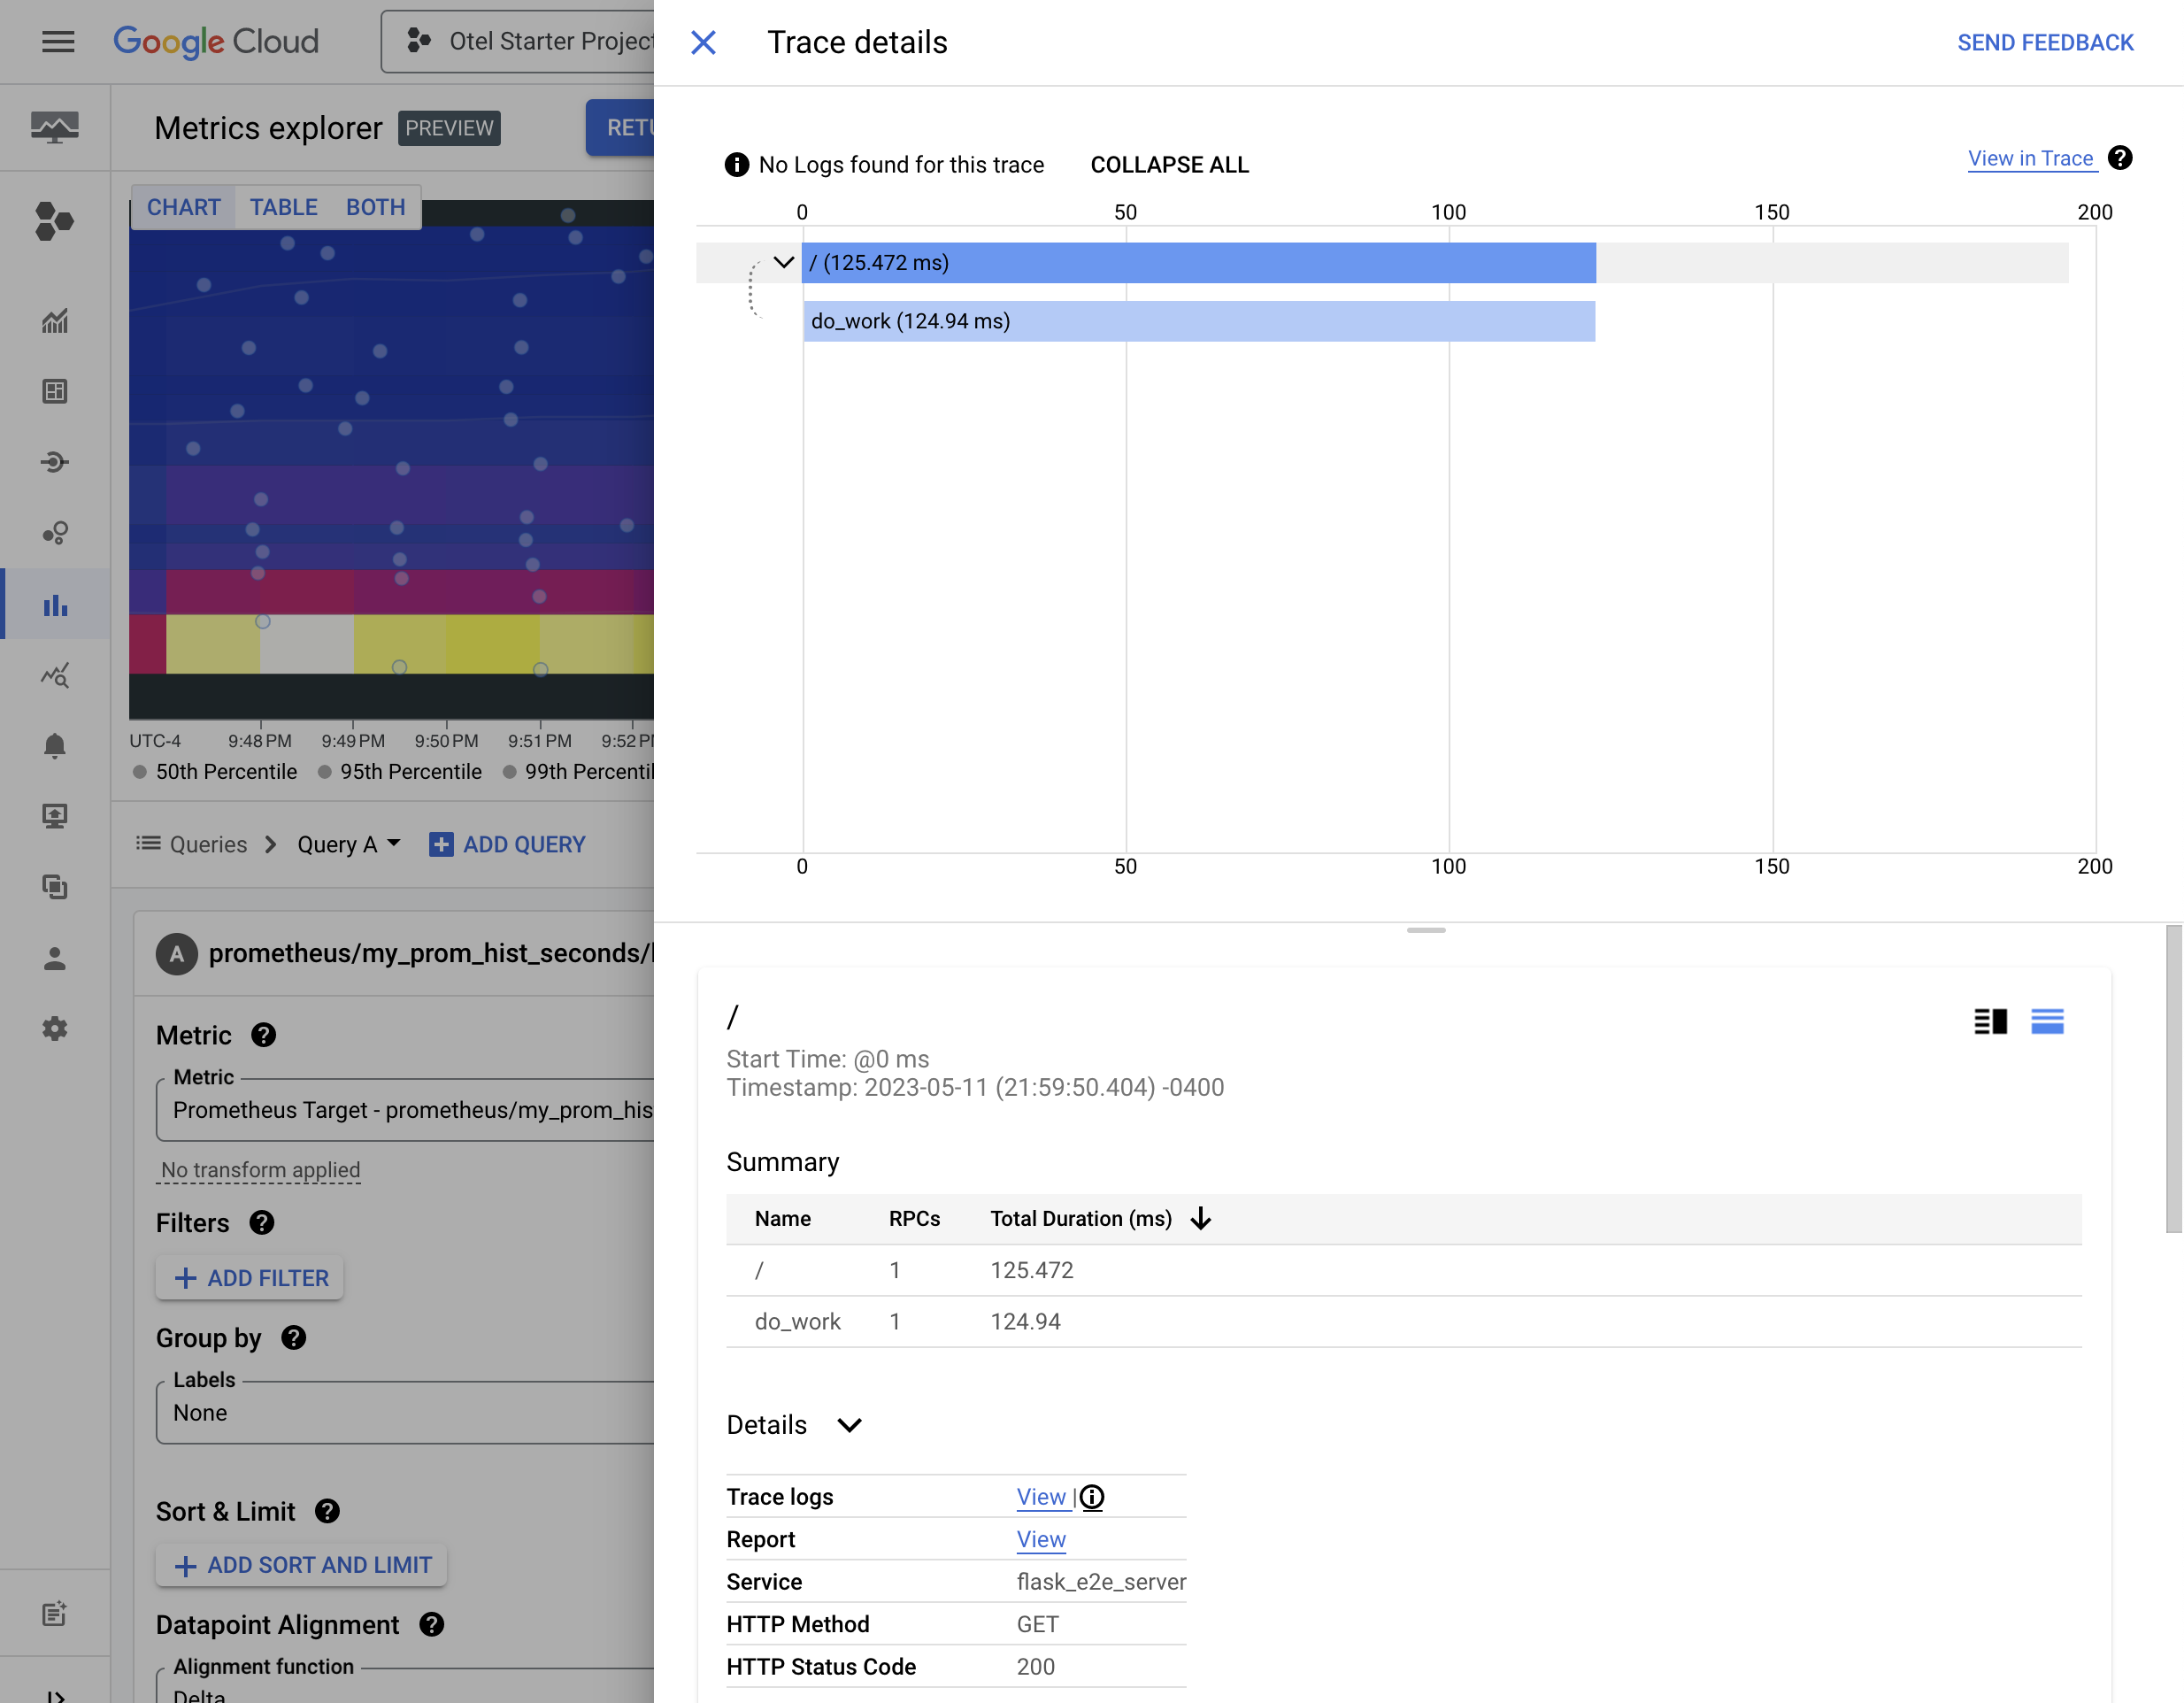 Google Cloud
Otel Starter Project
Metrics explorer
PREVIEW
CHART
TABLE
BOTH
UTC-4
9:48 PM
9:49 PM
9:50 PM
9:51 PM
9:52
50th Percentile
95th Percentile
99th
Queries
Query A
ADD QUERY
A
prometheus/my_prom_hist_seconds/
Metric
Metric
Prometheus Target - prometheus/my_prom_his
No transform applied
Filters
ADD FILTER
Group by
Labels
None
Sort & Limit
ADD SORT AND LIMIT
Datapoint Alignment
Alignment function
Delta
Trace details
SEND FEEDBACK
No Logs found for this trace
COLLAPSE ALL
View in Trace
0 50 100 150 200
/ (125.472 ms)
do_work (124.94 ms)
0 50 100 150 200
/
Start Time: @0 ms
Timestamp: 2023-05-11 (21:59:50.404) -0400
Summary
Name RPCs Total Duration (ms)
/ 1 125.472
do_work 1 124.94
Details
Trace logs View |
Report View
Service flask_e2e_server
HTTP Method GET
HTTP Status Code 200